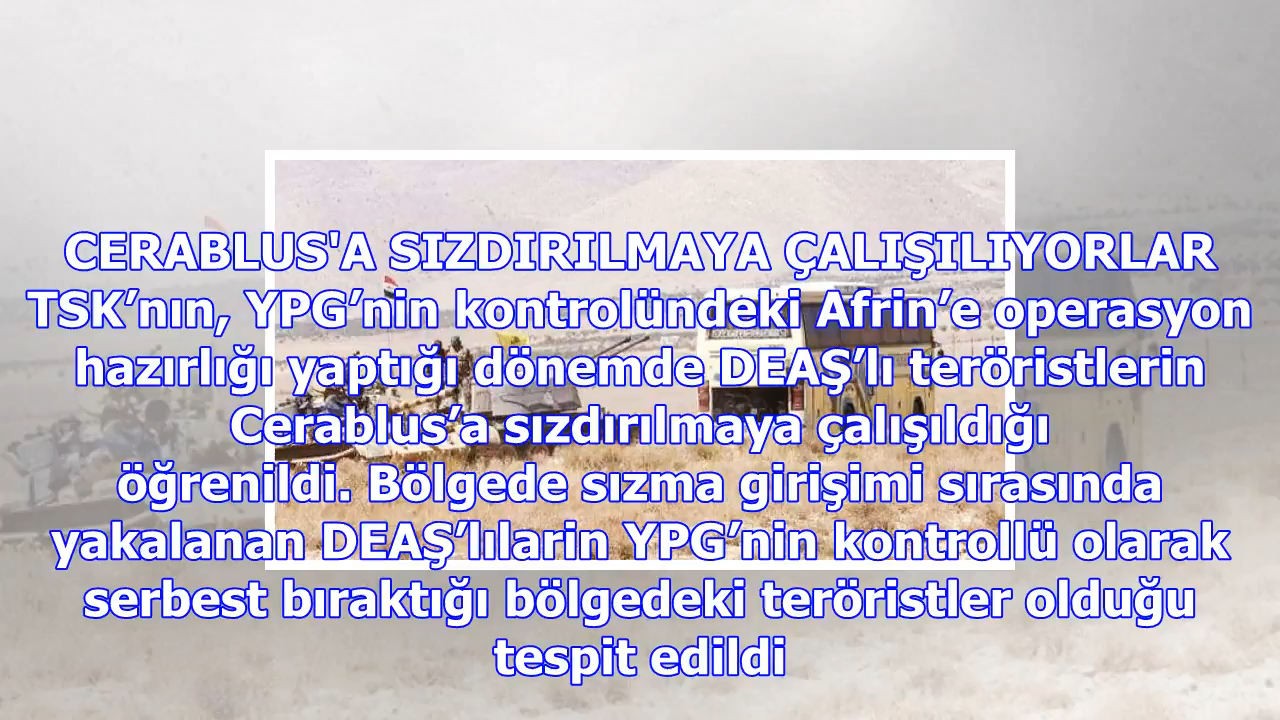 CERABLUS'A SIZDIRILMAYA ÇALIŞILIYORLAR
TSK’nın, YPG’nin kontrolündeki Afrin’e operasyon
hazırlığı yaptığı dönemde DEAŞ’lı teröristlerin
Cerablus’a sızdırılmaya çalışıldığı
öğrenildi. Bölgede sızma girişimi sırasında
yakalanan DEAŞ’lılarin YPG’nin kontrollü olarak
serbest bıraktığı bölgedeki teröristler olduğu
tespit edildi